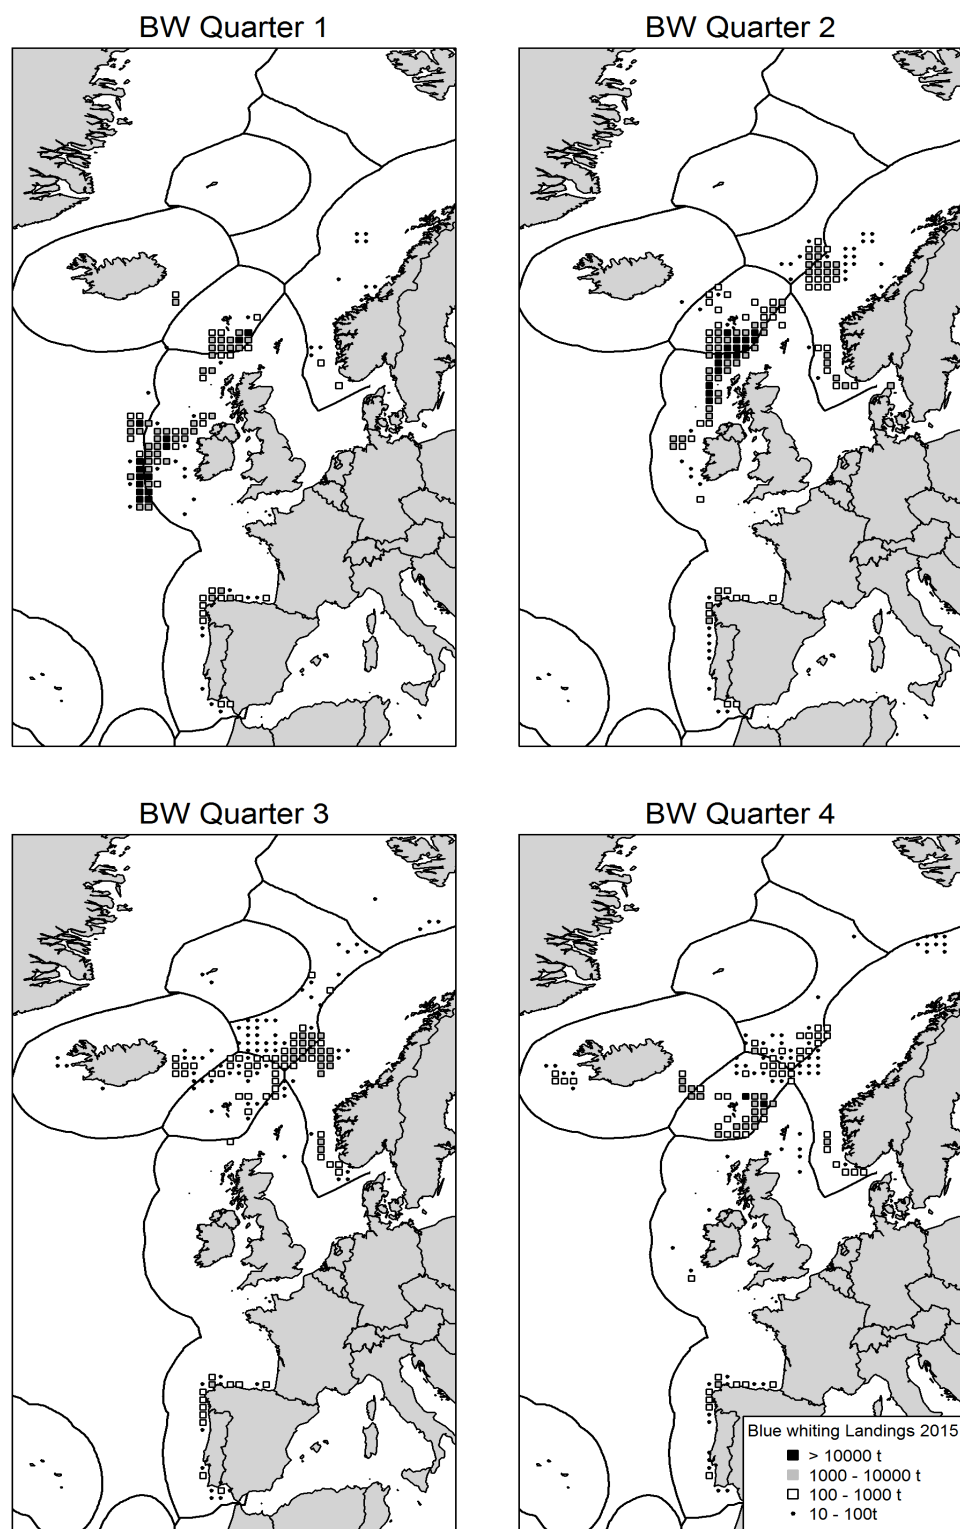 BW Quarter 1
BW Quarter 2
BW Quarter 3
BW Quarter 4
Blue whiting Landings 2015
> 10000 t
1000 - 10000 t
100 - 1000 t
10 - 100t